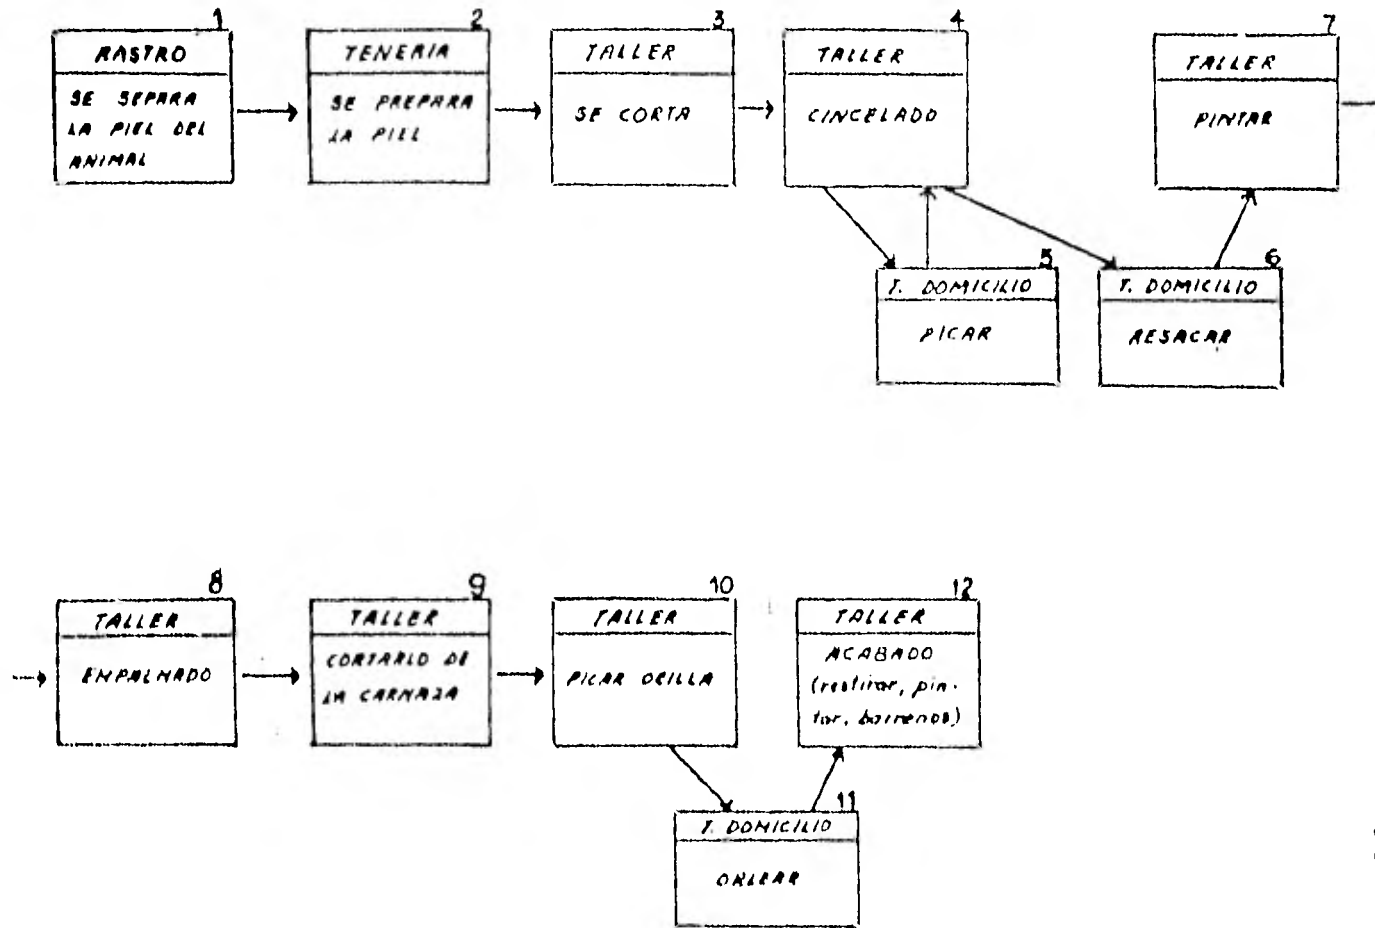 1
RASTRO
SE SEPARA
LA PIEL DEL
ANIMAL
2
TENERIA
SE PREPARA
LA PIEL
3
TALLER
SE CORTA
4
TALLER
CINCELADO
5
T. DOMICILIO
PICAR
6
T. DOMICILIO
RESACAR
7
TALLER
PINTAR
8
TALLER
EMPALMADO
9
TALLER
CORTARLO DE
LA CARNAZA
10
TALLER
PICAR ORILLA
11
T. DOMICILIO
ORLEAR
12
TALLER
ACABADO
(restirar, pin-
tar, barrenos)